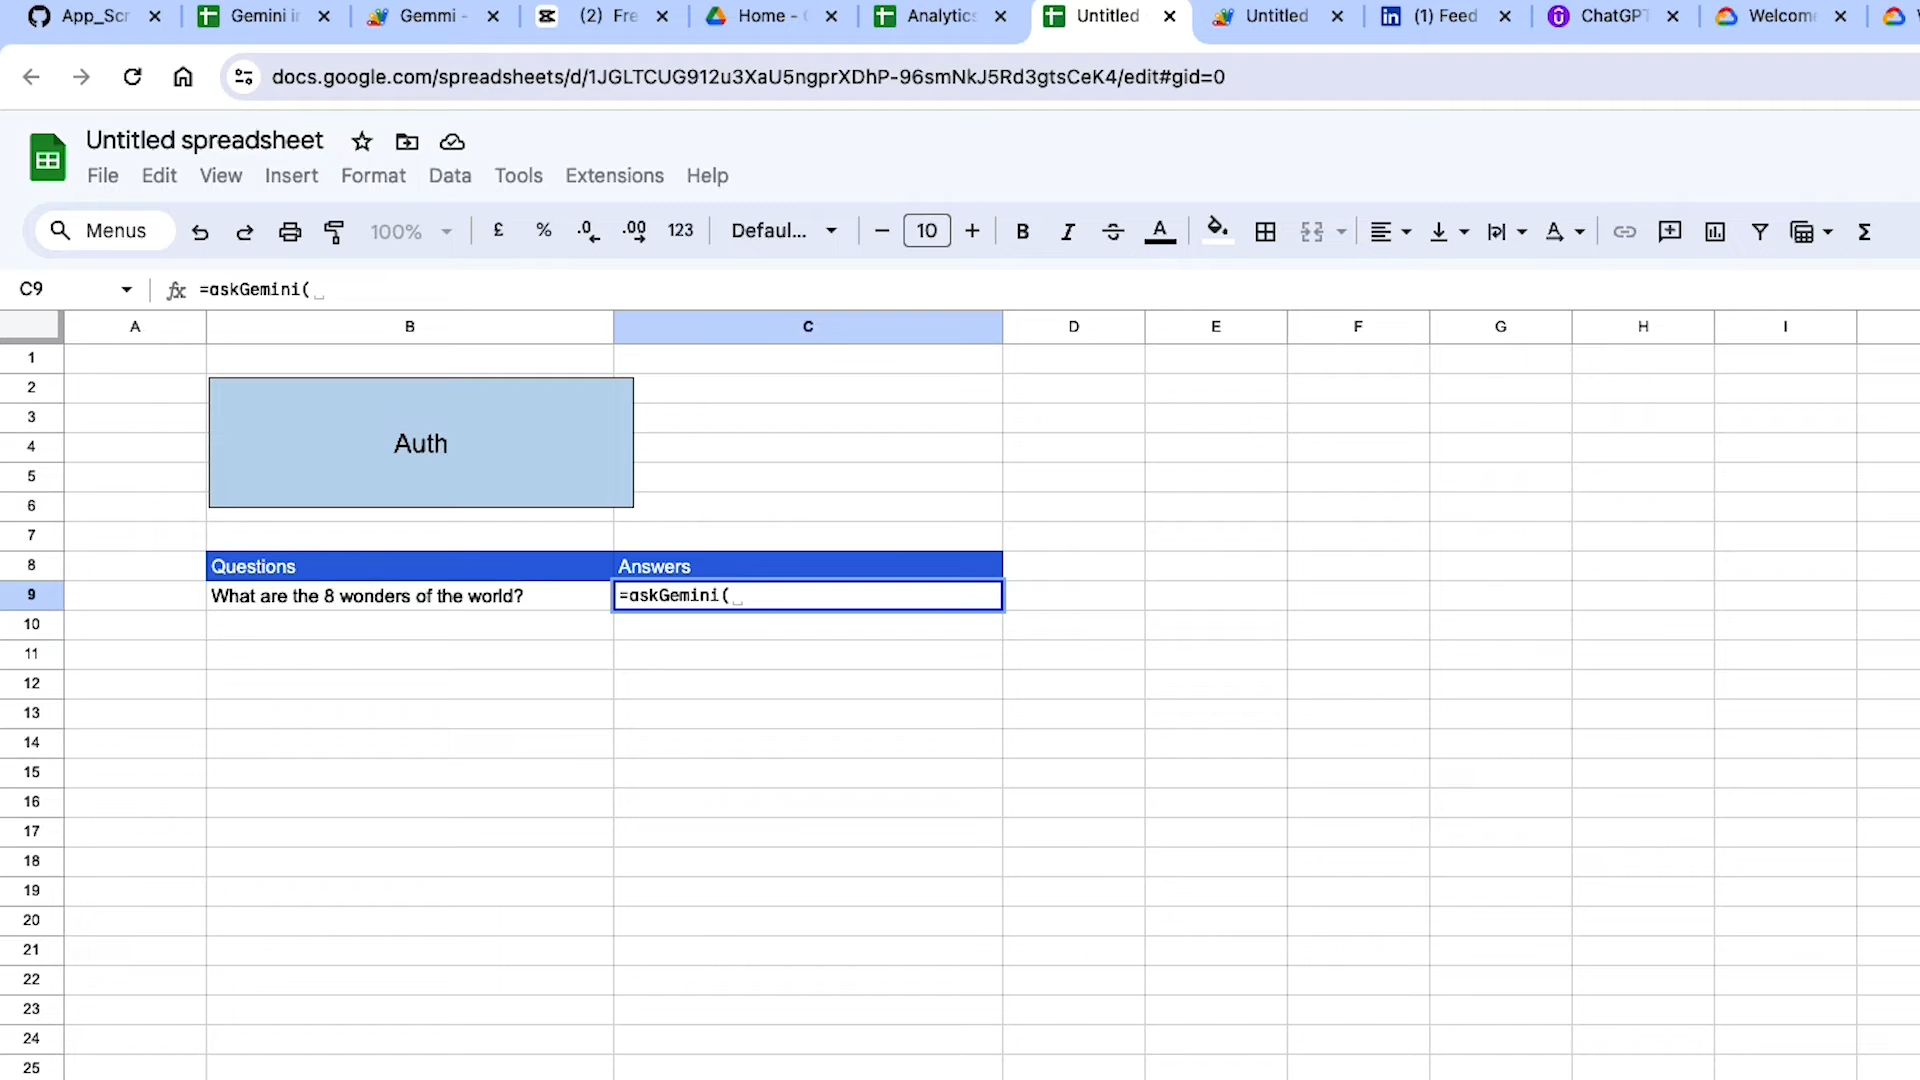 App_Scr
Gemini in
Gemmi -
(2) Fre
Home -
Analytics
Untitled
Untitled
(1) Feed
ChatGPT
Welcome
docs.google.com/spreadsheets/d/1JGLTCUG912u3XaU5ngprXDhP-96smNkJ5Rd3gtsCeK4/edit#gid=0
Untitled spreadsheet
File Edit View Insert Format Data Tools Extensions Help
Menus 100% £ % .0 .00 123 Defaul... − 10 + B I S A Σ
C9 fx =askGemini(
A B C D E F G H I
1
2
3
4
Auth
5
6
7
8 Questions Answers
9 What are the 8 wonders of the world? =askGemini(
10
11
12
13
14
15
16
17
18
19
20
21
22
23
24
25